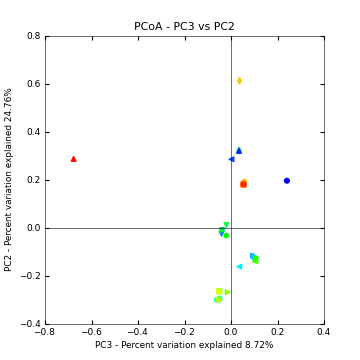 PCoA - PC3 vs PC2
0.8
0.6
0.4
0.2
0.0
−0.2
−0.4
PC2 - Percent variation explained 24.76%
−0.8 −0.6 −0.4 −0.2 0.0 0.2 0.4
PC3 - Percent variation explained 8.72%